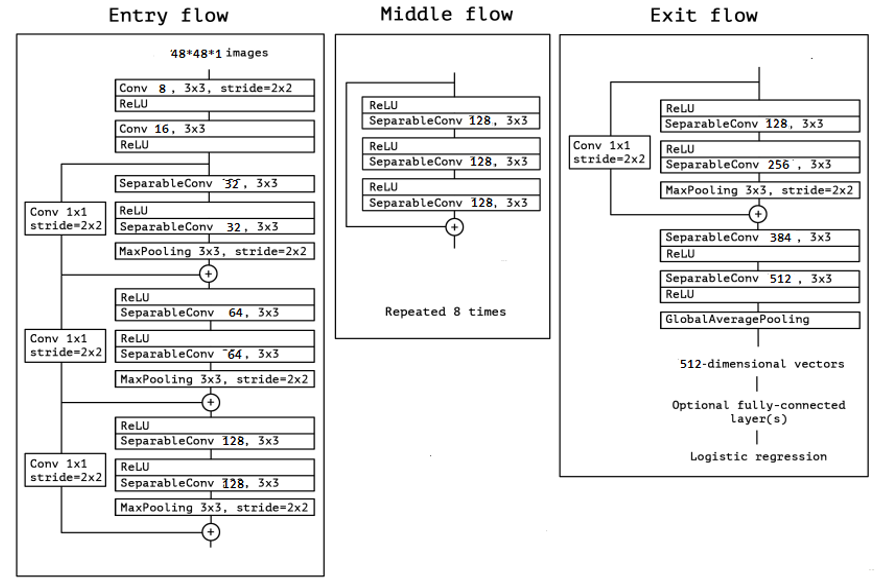 Entry flow
48*48*1 images
Conv 8 , 3x3, stride=2x2
ReLU
Conv 16, 3x3
ReLU
SeparableConv 32, 3x3
Conv 1x1
stride=2x2
ReLU
SeparableConv 32, 3x3
MaxPooling 3x3, stride=2x2
+
ReLU
SeparableConv 64, 3x3
Conv 1x1
stride=2x2
ReLU
SeparableConv 64, 3x3
MaxPooling 3x3, stride=2x2
+
ReLU
SeparableConv 128, 3x3
Conv 1x1
stride=2x2
ReLU
SeparableConv 128, 3x3
MaxPooling 3x3, stride=2x2
+
Middle flow
ReLU
SeparableConv 128, 3x3
ReLU
SeparableConv 128, 3x3
ReLU
SeparableConv 128, 3x3
+
Repeated 8 times
Exit flow
ReLU
SeparableConv 128, 3x3
Conv 1x1
stride=2x2
ReLU
SeparableConv 256 , 3x3
MaxPooling 3x3, stride=2x2
+
SeparableConv 384 , 3x3
ReLU
SeparableConv 512 , 3x3
ReLU
GlobalAveragePooling
512-dimensional vectors
Optional fully-connected
layer(s)
Logistic regression